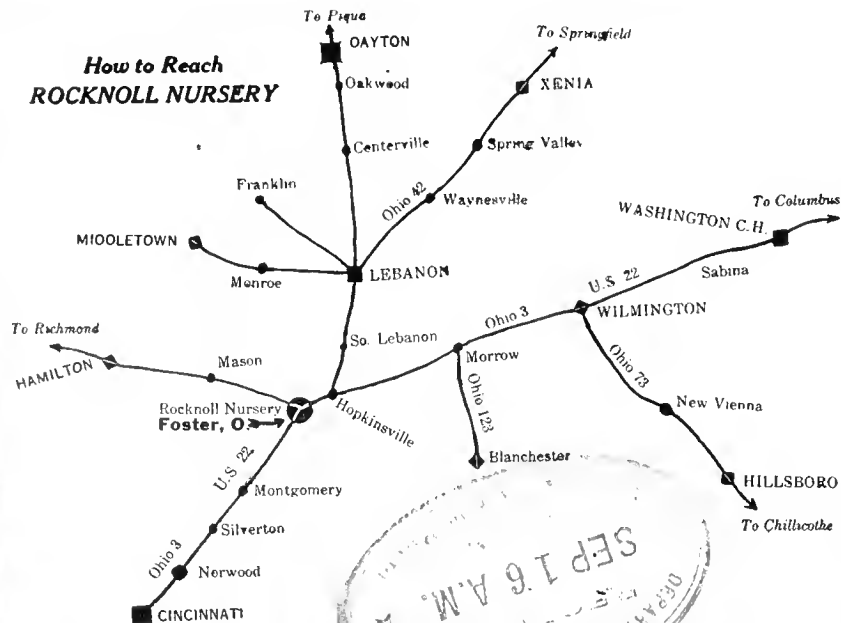 To Piqua
OAYTON
To Springfield
How to Reach
ROCKNOLL NURSERY
Oakwood
XENIA
Centerville
Spring Valley
Franklin
Ohio 42
Waynesville
To Columbus
WASHINGTON C.H.
MIOOLETOWN
Monroe
LEBANON
U.S 22
Sabina
To Richmond
So. Lebanon
Ohio 3
WILMINGTON
HAMILTON
Mason
Morrow
Ohio 73
Rocknoll Nursery
Foster, O.
Hopkinsville
Ohio 123
New Vienna
U.S 22
Blanchester
Montgomery
HILLSBORO
Silverton
To Chillicothe
Ohio 3
Norwood
SEP 16 A.M.
CINCINNATI